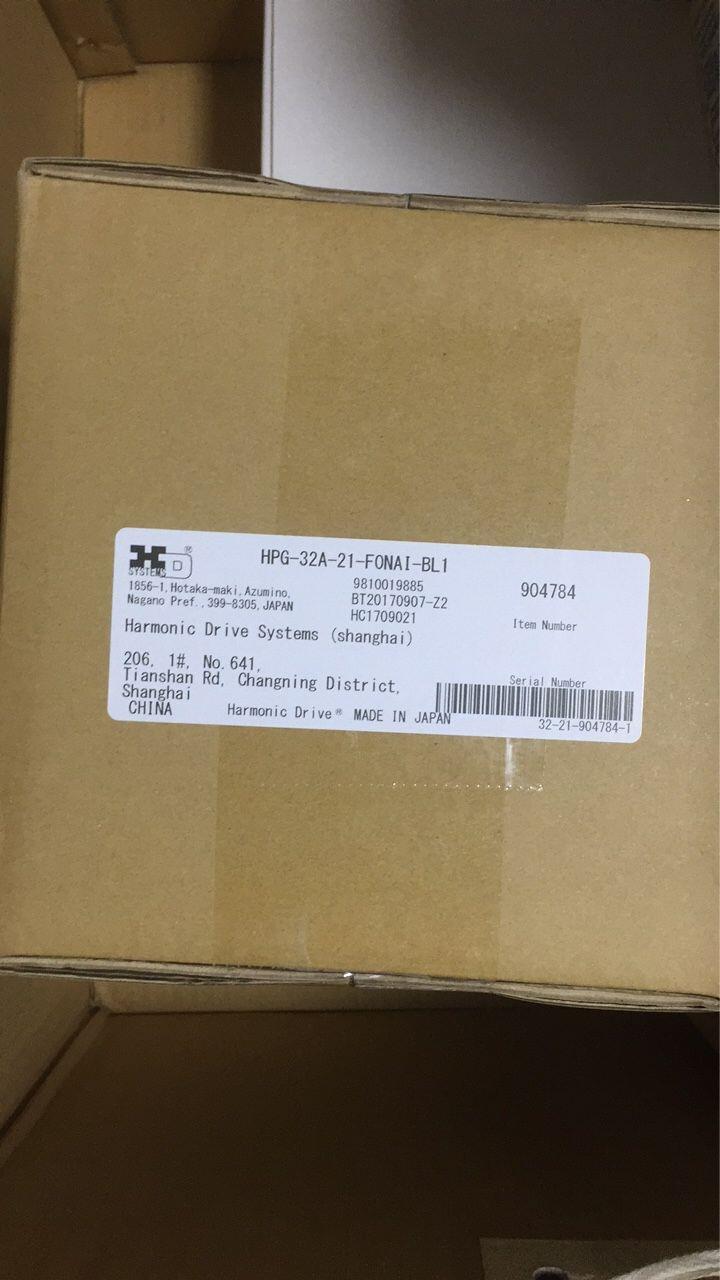 HPG-32A-21-FONAI-BL1
H D ®
SYSTEMS
1856-1, Hotaka-maki, Azumino,
Nagano Pref., 399-8305, JAPAN
9810019885
BT20170907-Z2
HC1709021
904784
Item Number
Harmonic Drive Systems (shanghai)
206, 1#, No. 641,
Tianshan Rd, Changning District,
Shanghai
CHINA
Harmonic Drive® MADE IN JAPAN
Serial Number
32-21-904784-1